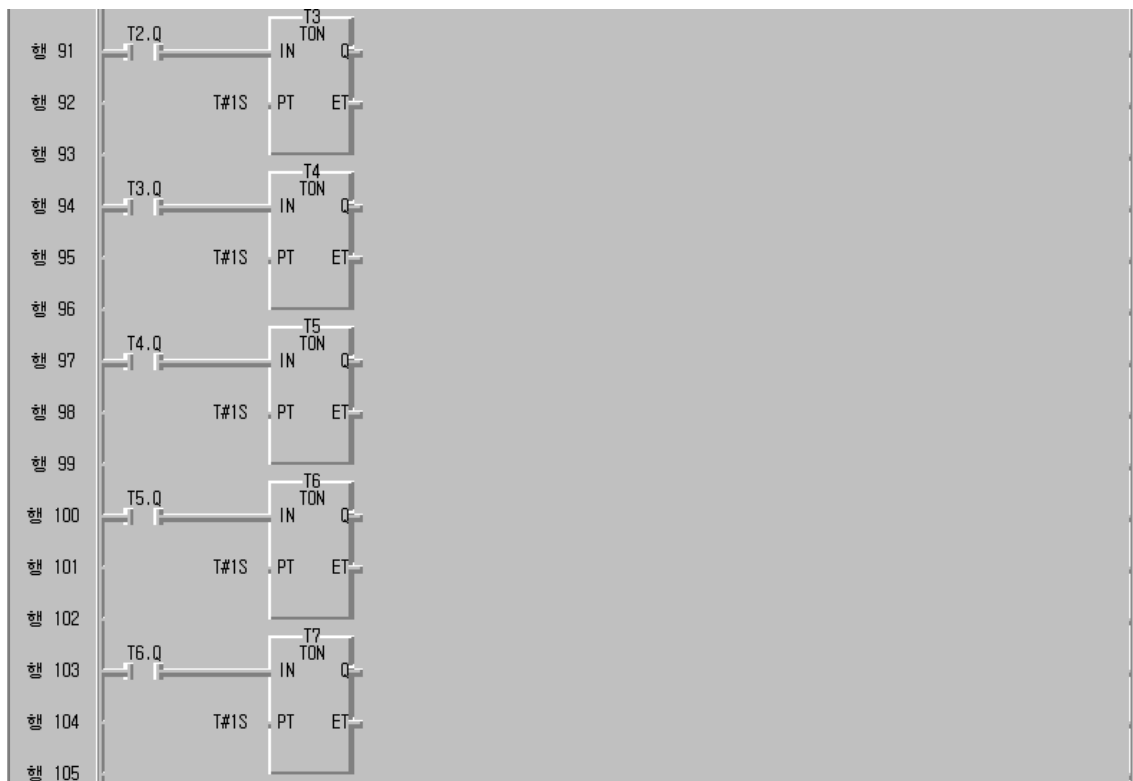 T3
T2.Q TON
행 91 IN Q
행 92 T#1S PT ET
행 93
T4
T3.Q TON
행 94 IN Q
행 95 T#1S PT ET
행 96
T5
T4.Q TON
행 97 IN Q
행 98 T#1S PT ET
행 99
T6
T5.Q TON
행 100 IN Q
행 101 T#1S PT ET
행 102
T7
T6.Q TON
행 103 IN Q
행 104 T#1S PT ET
행 105